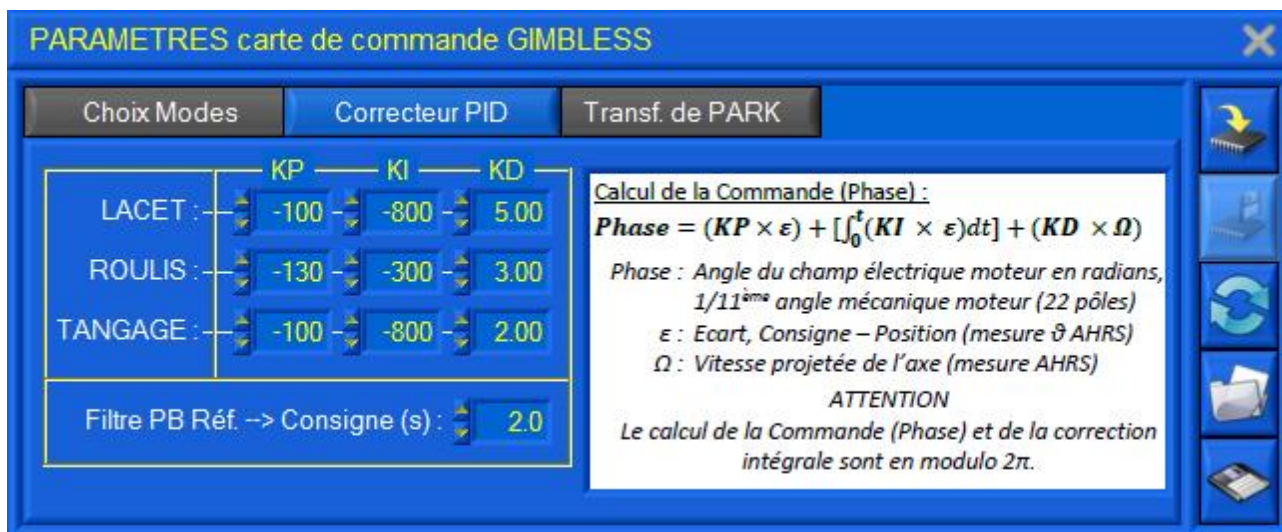 PARAMETRES carte de commande GIMBLESS
Choix Modes Correcteur PID Transf. de PARK
KP KI KD
LACET : -100 -800 5.00
ROULIS : -130 -300 3.00
TANGAGE : -100 -800 2.00
Filtre PB Réf. --> Consigne (s) : 2.0
Calcul de la Commande (Phase) :
Phase = (KP × ε) + [∫₀ᵗ(KI × ε)dt] + (KD × Ω)
Phase : Angle du champ électrique moteur en radians,
1/11ème angle mécanique moteur (22 pôles)
ε : Ecart, Consigne – Position (mesure ϑ AHRS)
Ω : Vitesse projetée de l'axe (mesure AHRS)
ATTENTION
Le calcul de la Commande (Phase) et de la correction
intégrale sont en modulo 2π.